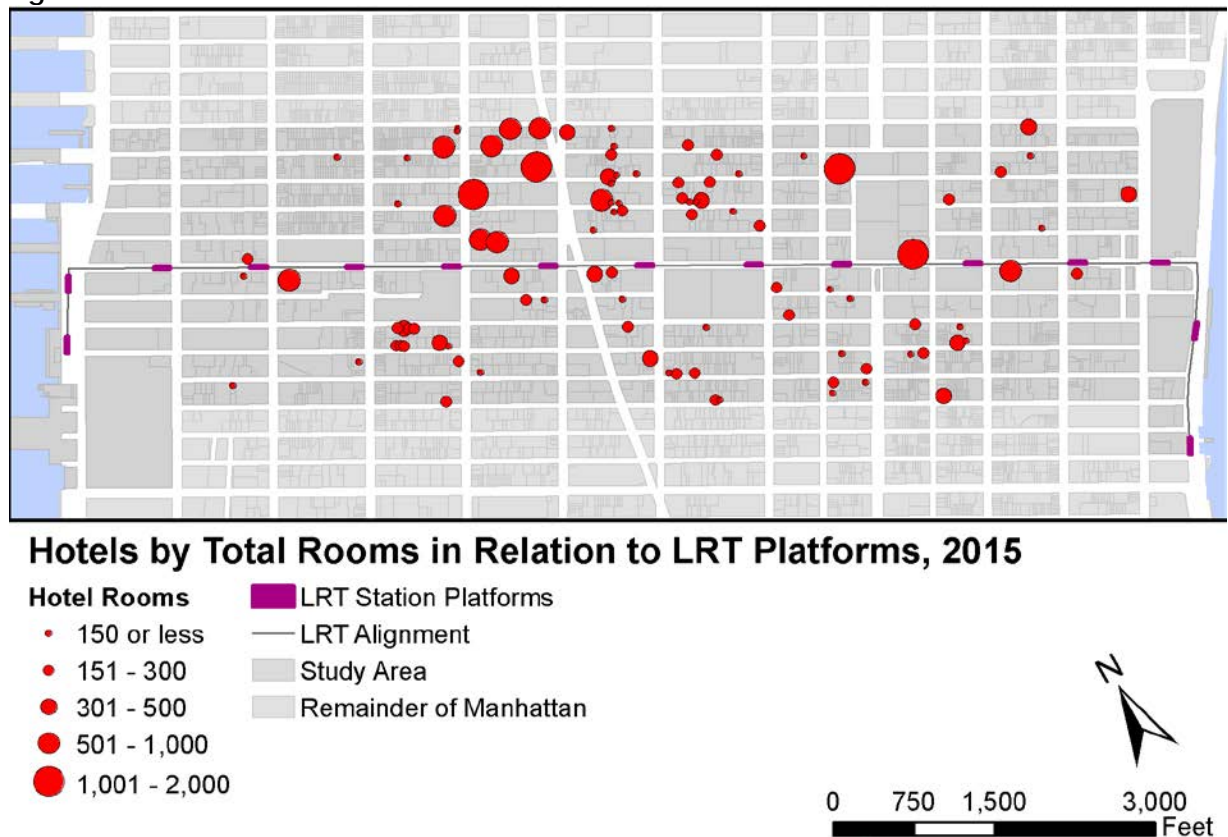 Hotels by Total Rooms in Relation to LRT Platforms, 2015
Hotel Rooms
150 or less
151 - 300
301 - 500
501 - 1,000
1,001 - 2,000
LRT Station Platforms
LRT Alignment
Study Area
Remainder of Manhattan
N
0 750 1,500 3,000
Feet